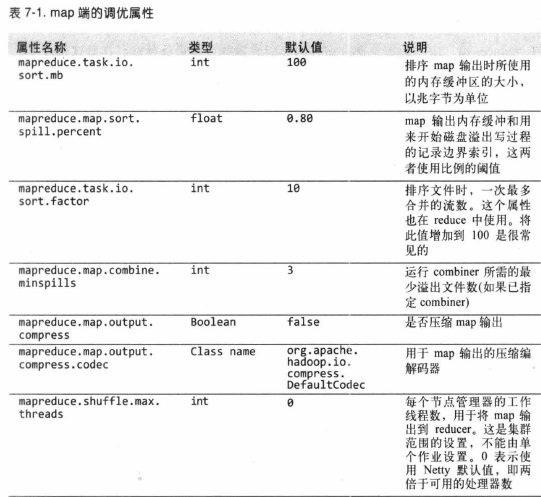 表 7-1. map 端的调优属性
属性名称 类型 默认值 说明
mapreduce.task.io. int 100 排序 map 输出时所使用
sort.mb 的内存缓冲区的大小，
以兆字节为单位
mapreduce.map.sort. float 0.80 map 输出内存缓冲和用
spill.percent 来开始磁盘溢出写过程
的记录边界索引，这两
者使用比例的阈值
mapreduce.task.io. int 10 排序文件时，一次最多
sort.factor 合并的流数。这个属性
也在 reduce 中使用。将
此值增加到 100 是很常
见的
mapreduce.map.combine. int 3 运行 combiner 所需的最
minspills 少溢出文件数(如果已指
定 combiner)
mapreduce.map.output. Boolean false 是否压缩 map 输出
compress
mapreduce.map.output. Class name org.apache. 用于 map 输出的压缩编
compress.codec hadoop.io. 解码器
compress.
DefaultCodec
mapreduce.shuffle.max. int 0 每个节点管理器的工作
threads 线程数，用于将 map 输
出到 reducer。这是集群
范围的设置，不能由单
个作业设置。0 表示使
用 Netty 默认值，即两
倍于可用的处理器数